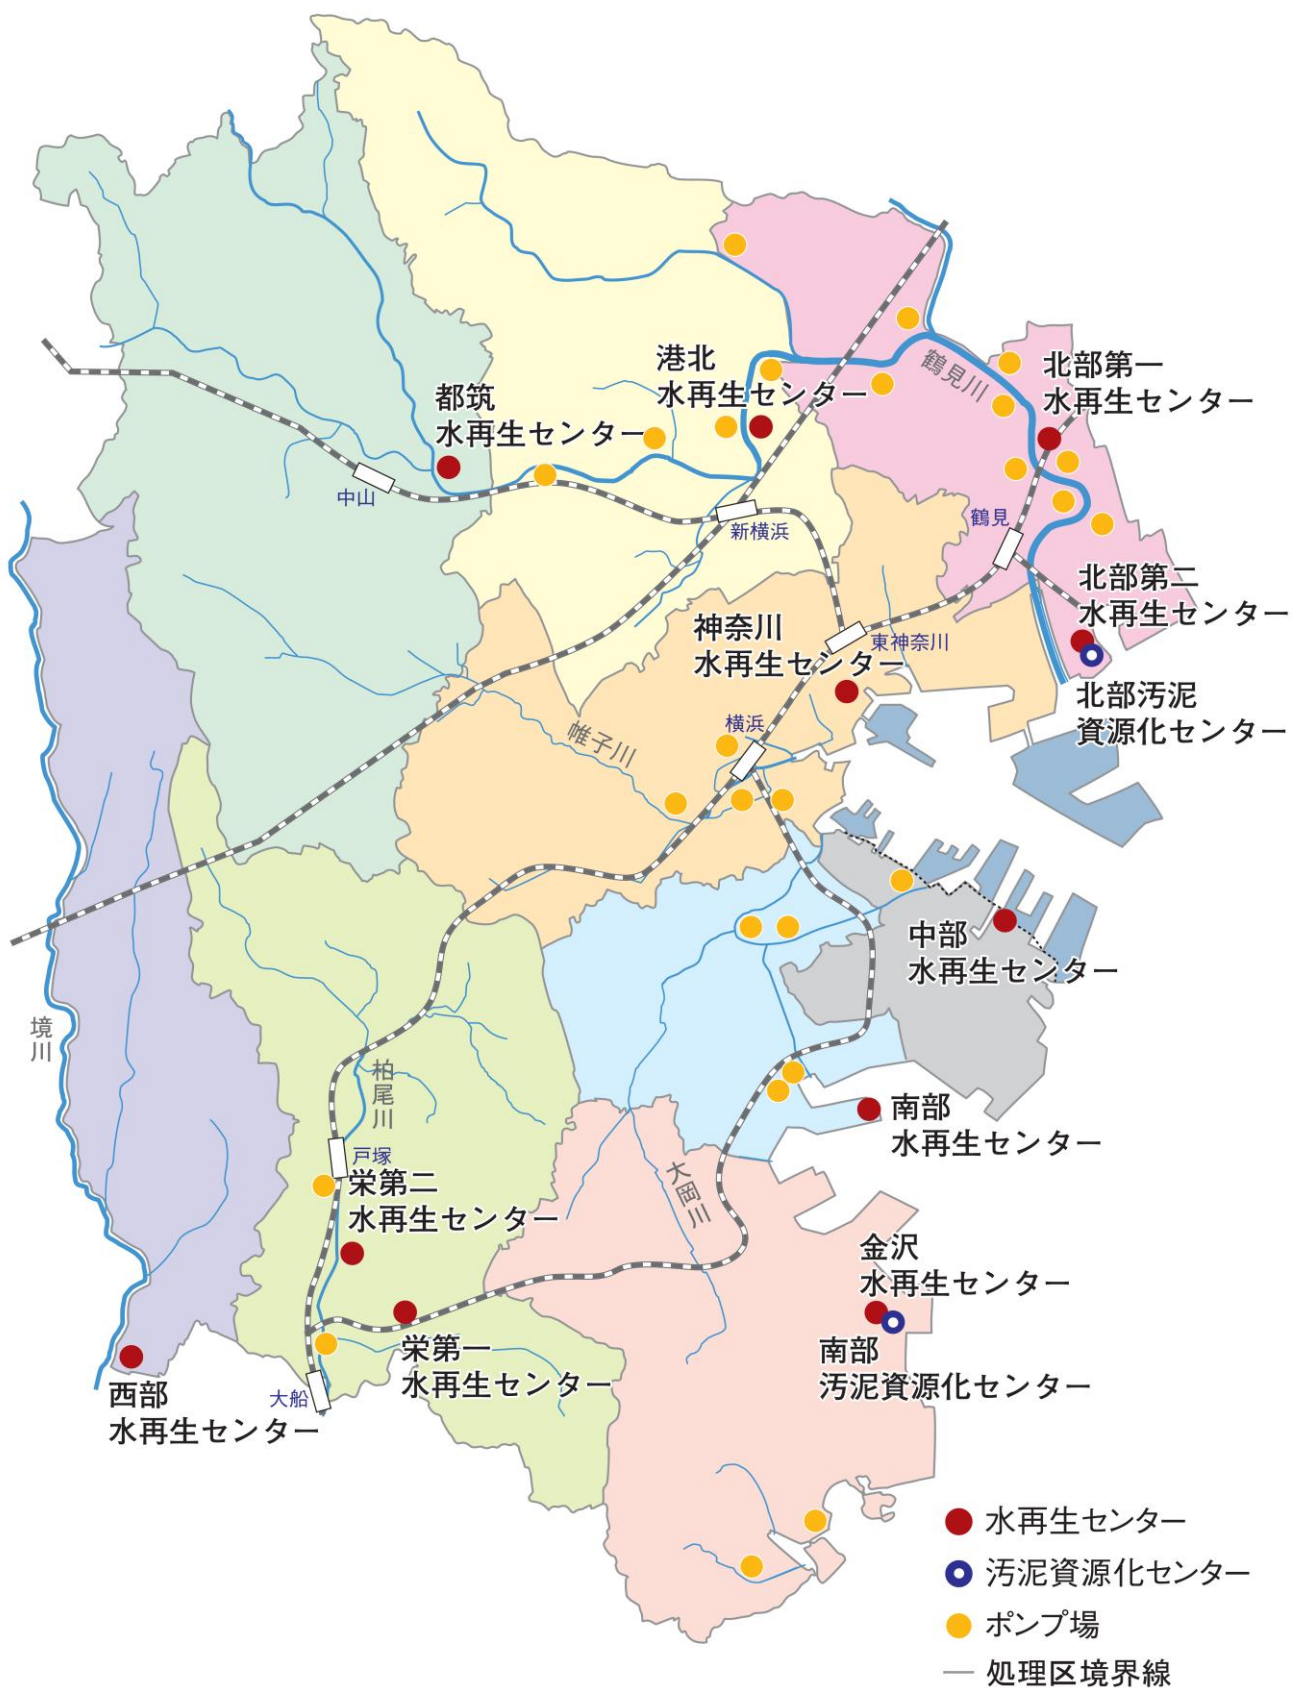 港北
水再生センター
北部第一
水再生センター
鶴見川
都筑
水再生センター
中山
新横浜
鶴見
北部第二
水再生センター
神奈川
水再生センター
東神奈川
北部汚泥
資源化センター
横浜
帷子川
中部
水再生センター
境川
柏尾川
南部
水再生センター
戸塚
栄第二
水再生センター
大岡川
金沢
水再生センター
南部
汚泥資源化センター
栄第一
水再生センター
大船
西部
水再生センター
水再生センター
汚泥資源化センター
ポンプ場
処理区境界線